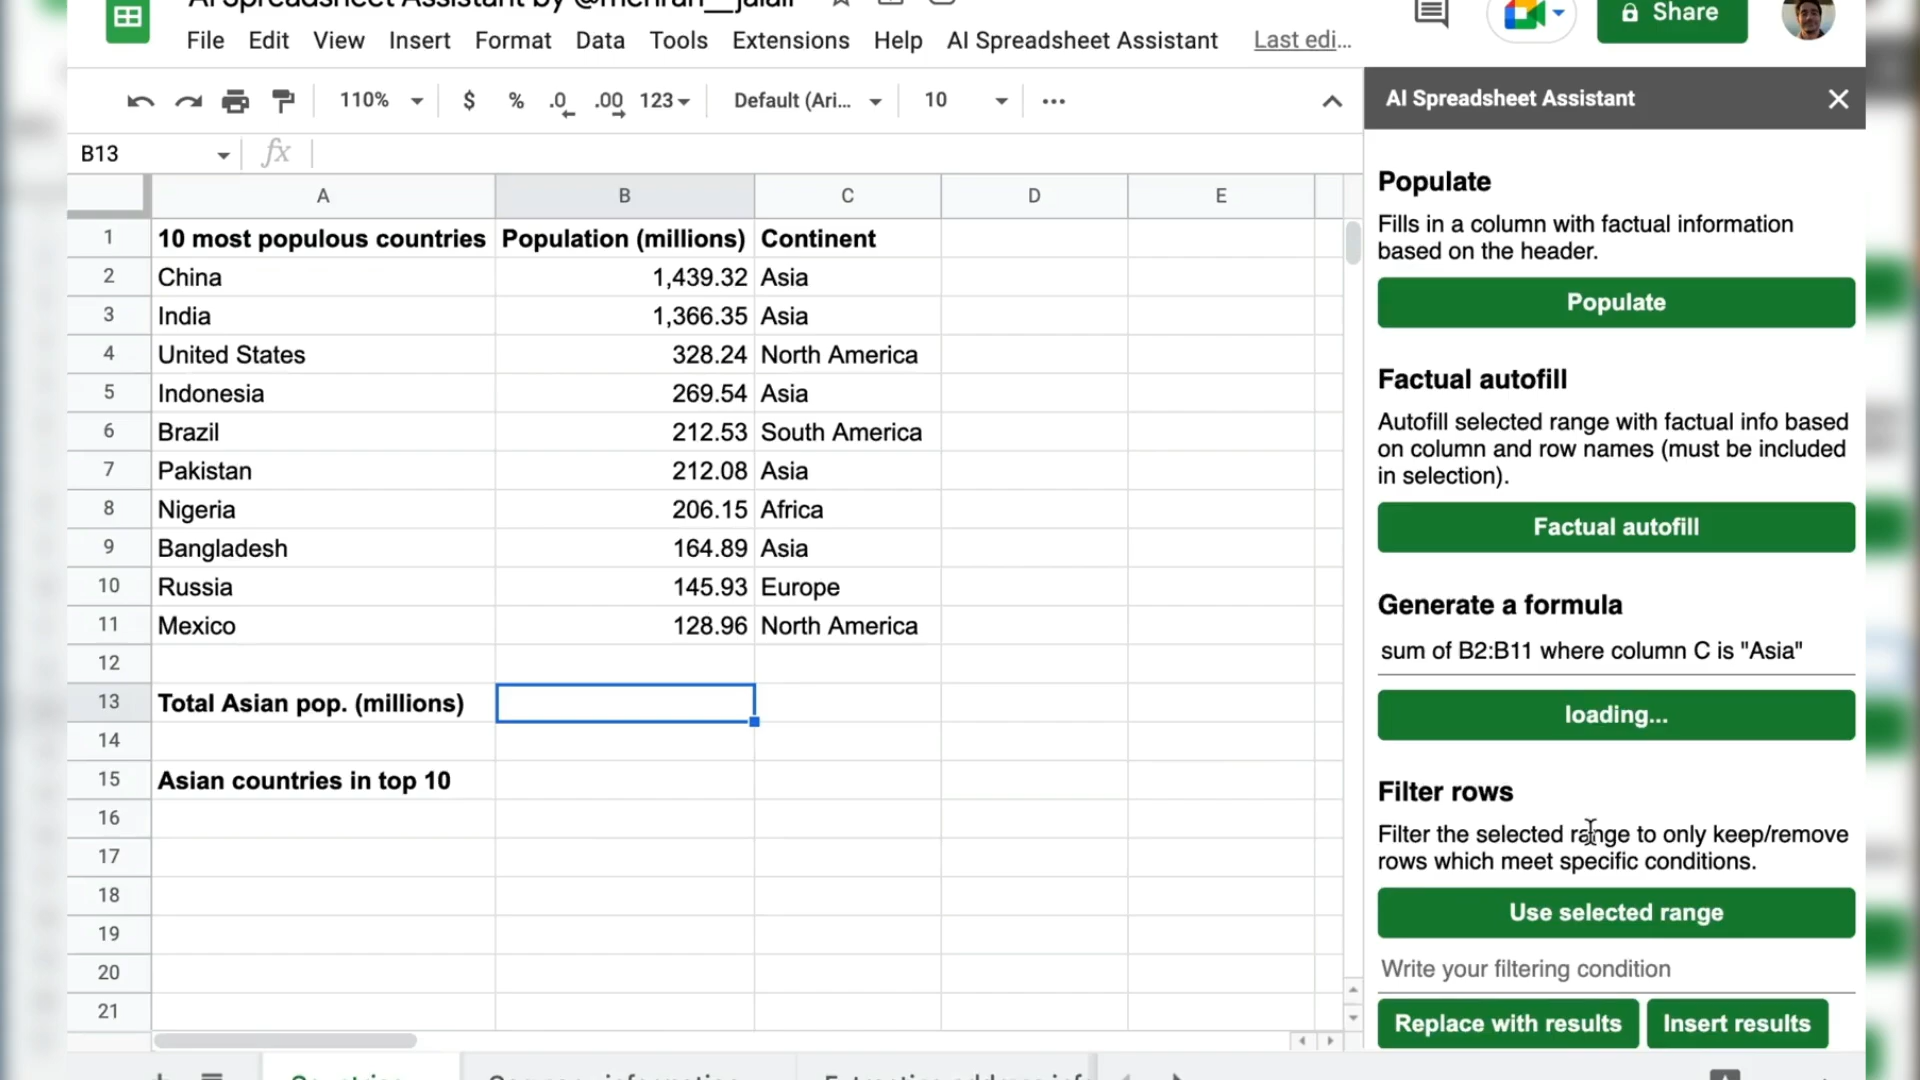 AI Spreadsheet Assistant by @mehran__jalali
File Edit View Insert Format Data Tools Extensions Help AI Spreadsheet Assistant Last edi...
Share
110% $ % .0 .00 123 Default (Ari... 10
AI Spreadsheet Assistant
B13 fx
A B C D E
1 10 most populous countries Population (millions) Continent
2 China 1,439.32 Asia
3 India 1,366.35 Asia
4 United States 328.24 North America
5 Indonesia 269.54 Asia
6 Brazil 212.53 South America
7 Pakistan 212.08 Asia
8 Nigeria 206.15 Africa
9 Bangladesh 164.89 Asia
10 Russia 145.93 Europe
11 Mexico 128.96 North America
12
13 Total Asian pop. (millions)
14
15 Asian countries in top 10
16
17
18
19
20
21
Populate
Fills in a column with factual information
based on the header.
Populate
Factual autofill
Autofill selected range with factual info based
on column and row names (must be included
in selection).
Factual autofill
Generate a formula
sum of B2:B11 where column C is "Asia"
loading...
Filter rows
Filter the selected range to only keep/remove
rows which meet specific conditions.
Use selected range
Write your filtering condition
Replace with results Insert results